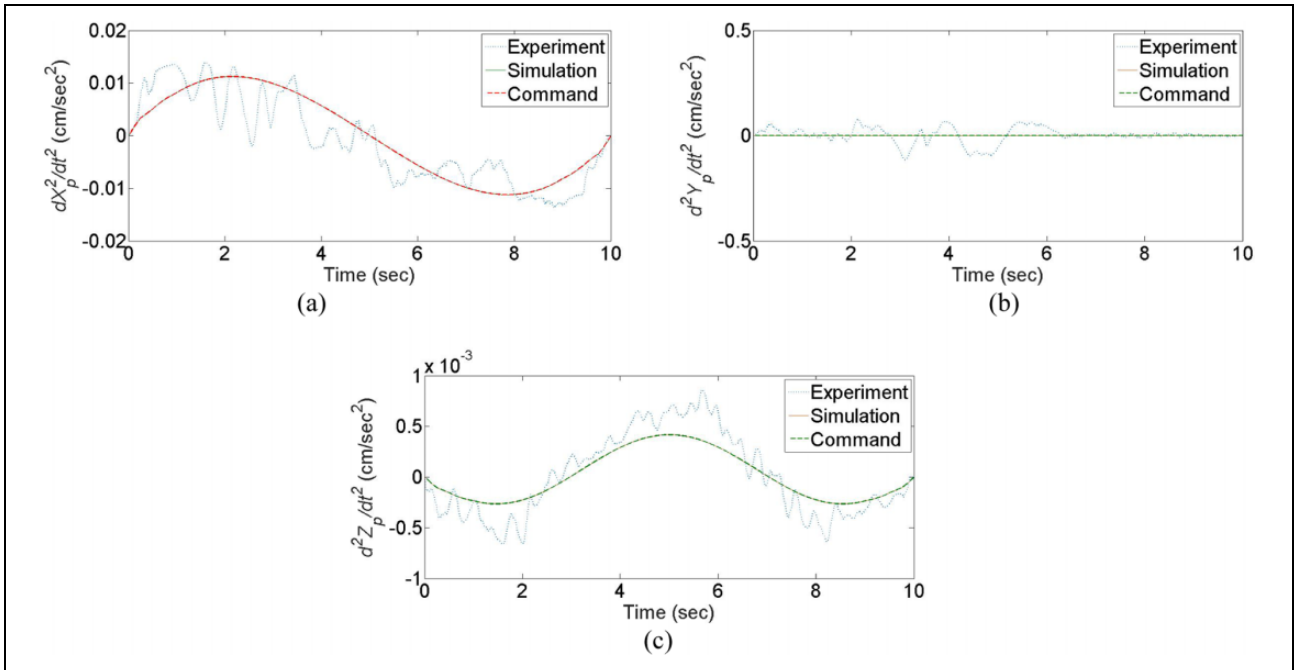 0.02
0.01
0
-0.01
-0.02
dX²ₚ/dt² (cm/sec²)
Experiment
Simulation
Command
0 2 4 6 8 10
Time (sec)
(a)
0.5
0
-0.5
d²Yₚ/dt² (cm/sec²)
Experiment
Simulation
Command
0 2 4 6 8 10
Time (sec)
(b)
1 x 10⁻³
0.5
0
-0.5
-1
d²Zₚ/dt² (cm/sec²)
Experiment
Simulation
Command
0 2 4 6 8 10
Time (sec)
(c)